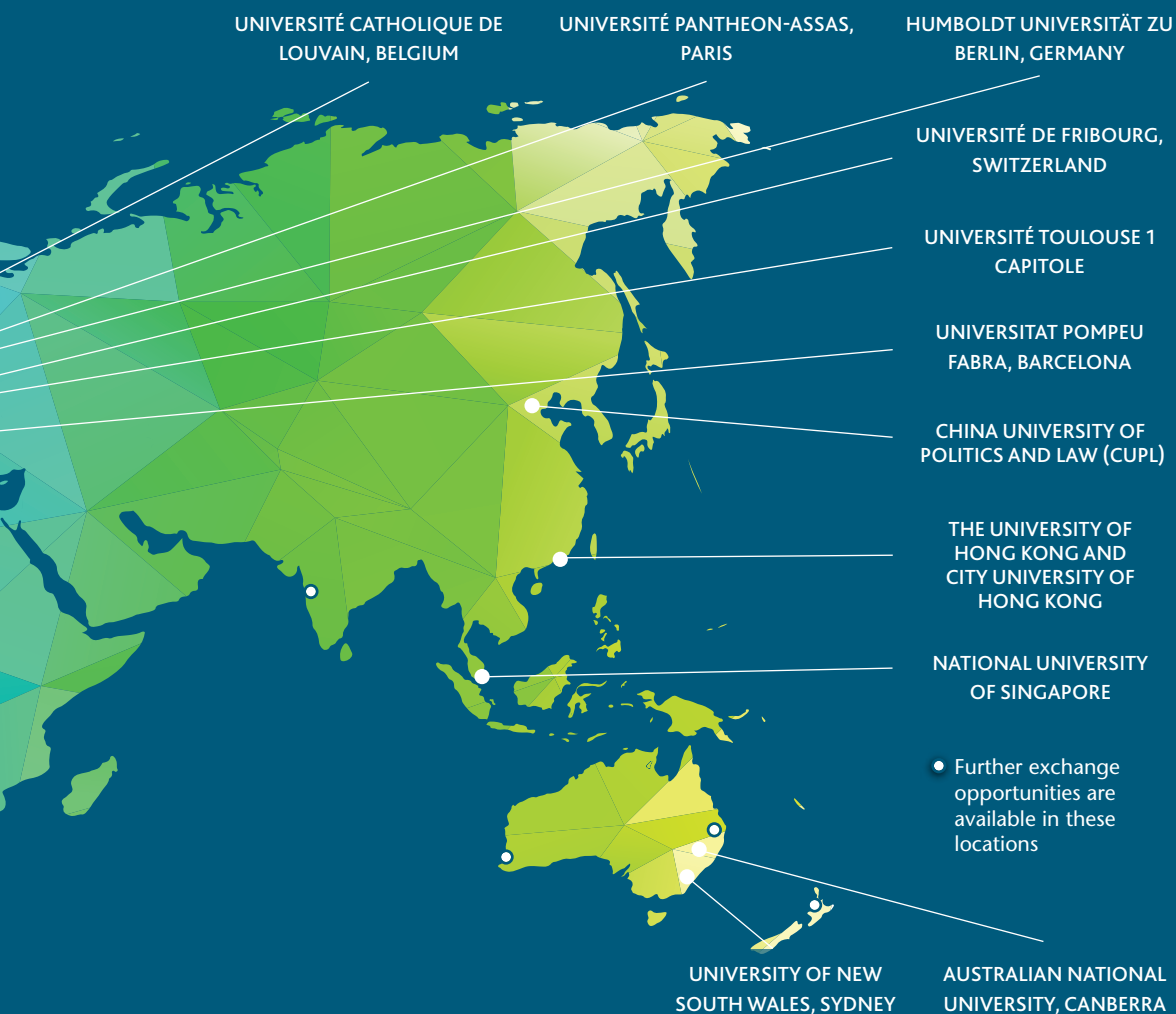 UNIVERSITÉ CATHOLIQUE DE
LOUVAIN, BELGIUM
UNIVERSITÉ PANTHEON-ASSAS,
PARIS
HUMBOLDT UNIVERSITÄT ZU
BERLIN, GERMANY
UNIVERSITÉ DE FRIBOURG,
SWITZERLAND
UNIVERSITÉ TOULOUSE 1
CAPITOLE
UNIVERSITAT POMPEU
FABRA, BARCELONA
CHINA UNIVERSITY OF
POLITICS AND LAW (CUPL)
THE UNIVERSITY OF
HONG KONG AND
CITY UNIVERSITY OF
HONG KONG
NATIONAL UNIVERSITY
OF SINGAPORE
Further exchange
opportunities are
available in these
locations
UNIVERSITY OF NEW
SOUTH WALES, SYDNEY
AUSTRALIAN NATIONAL
UNIVERSITY, CANBERRA